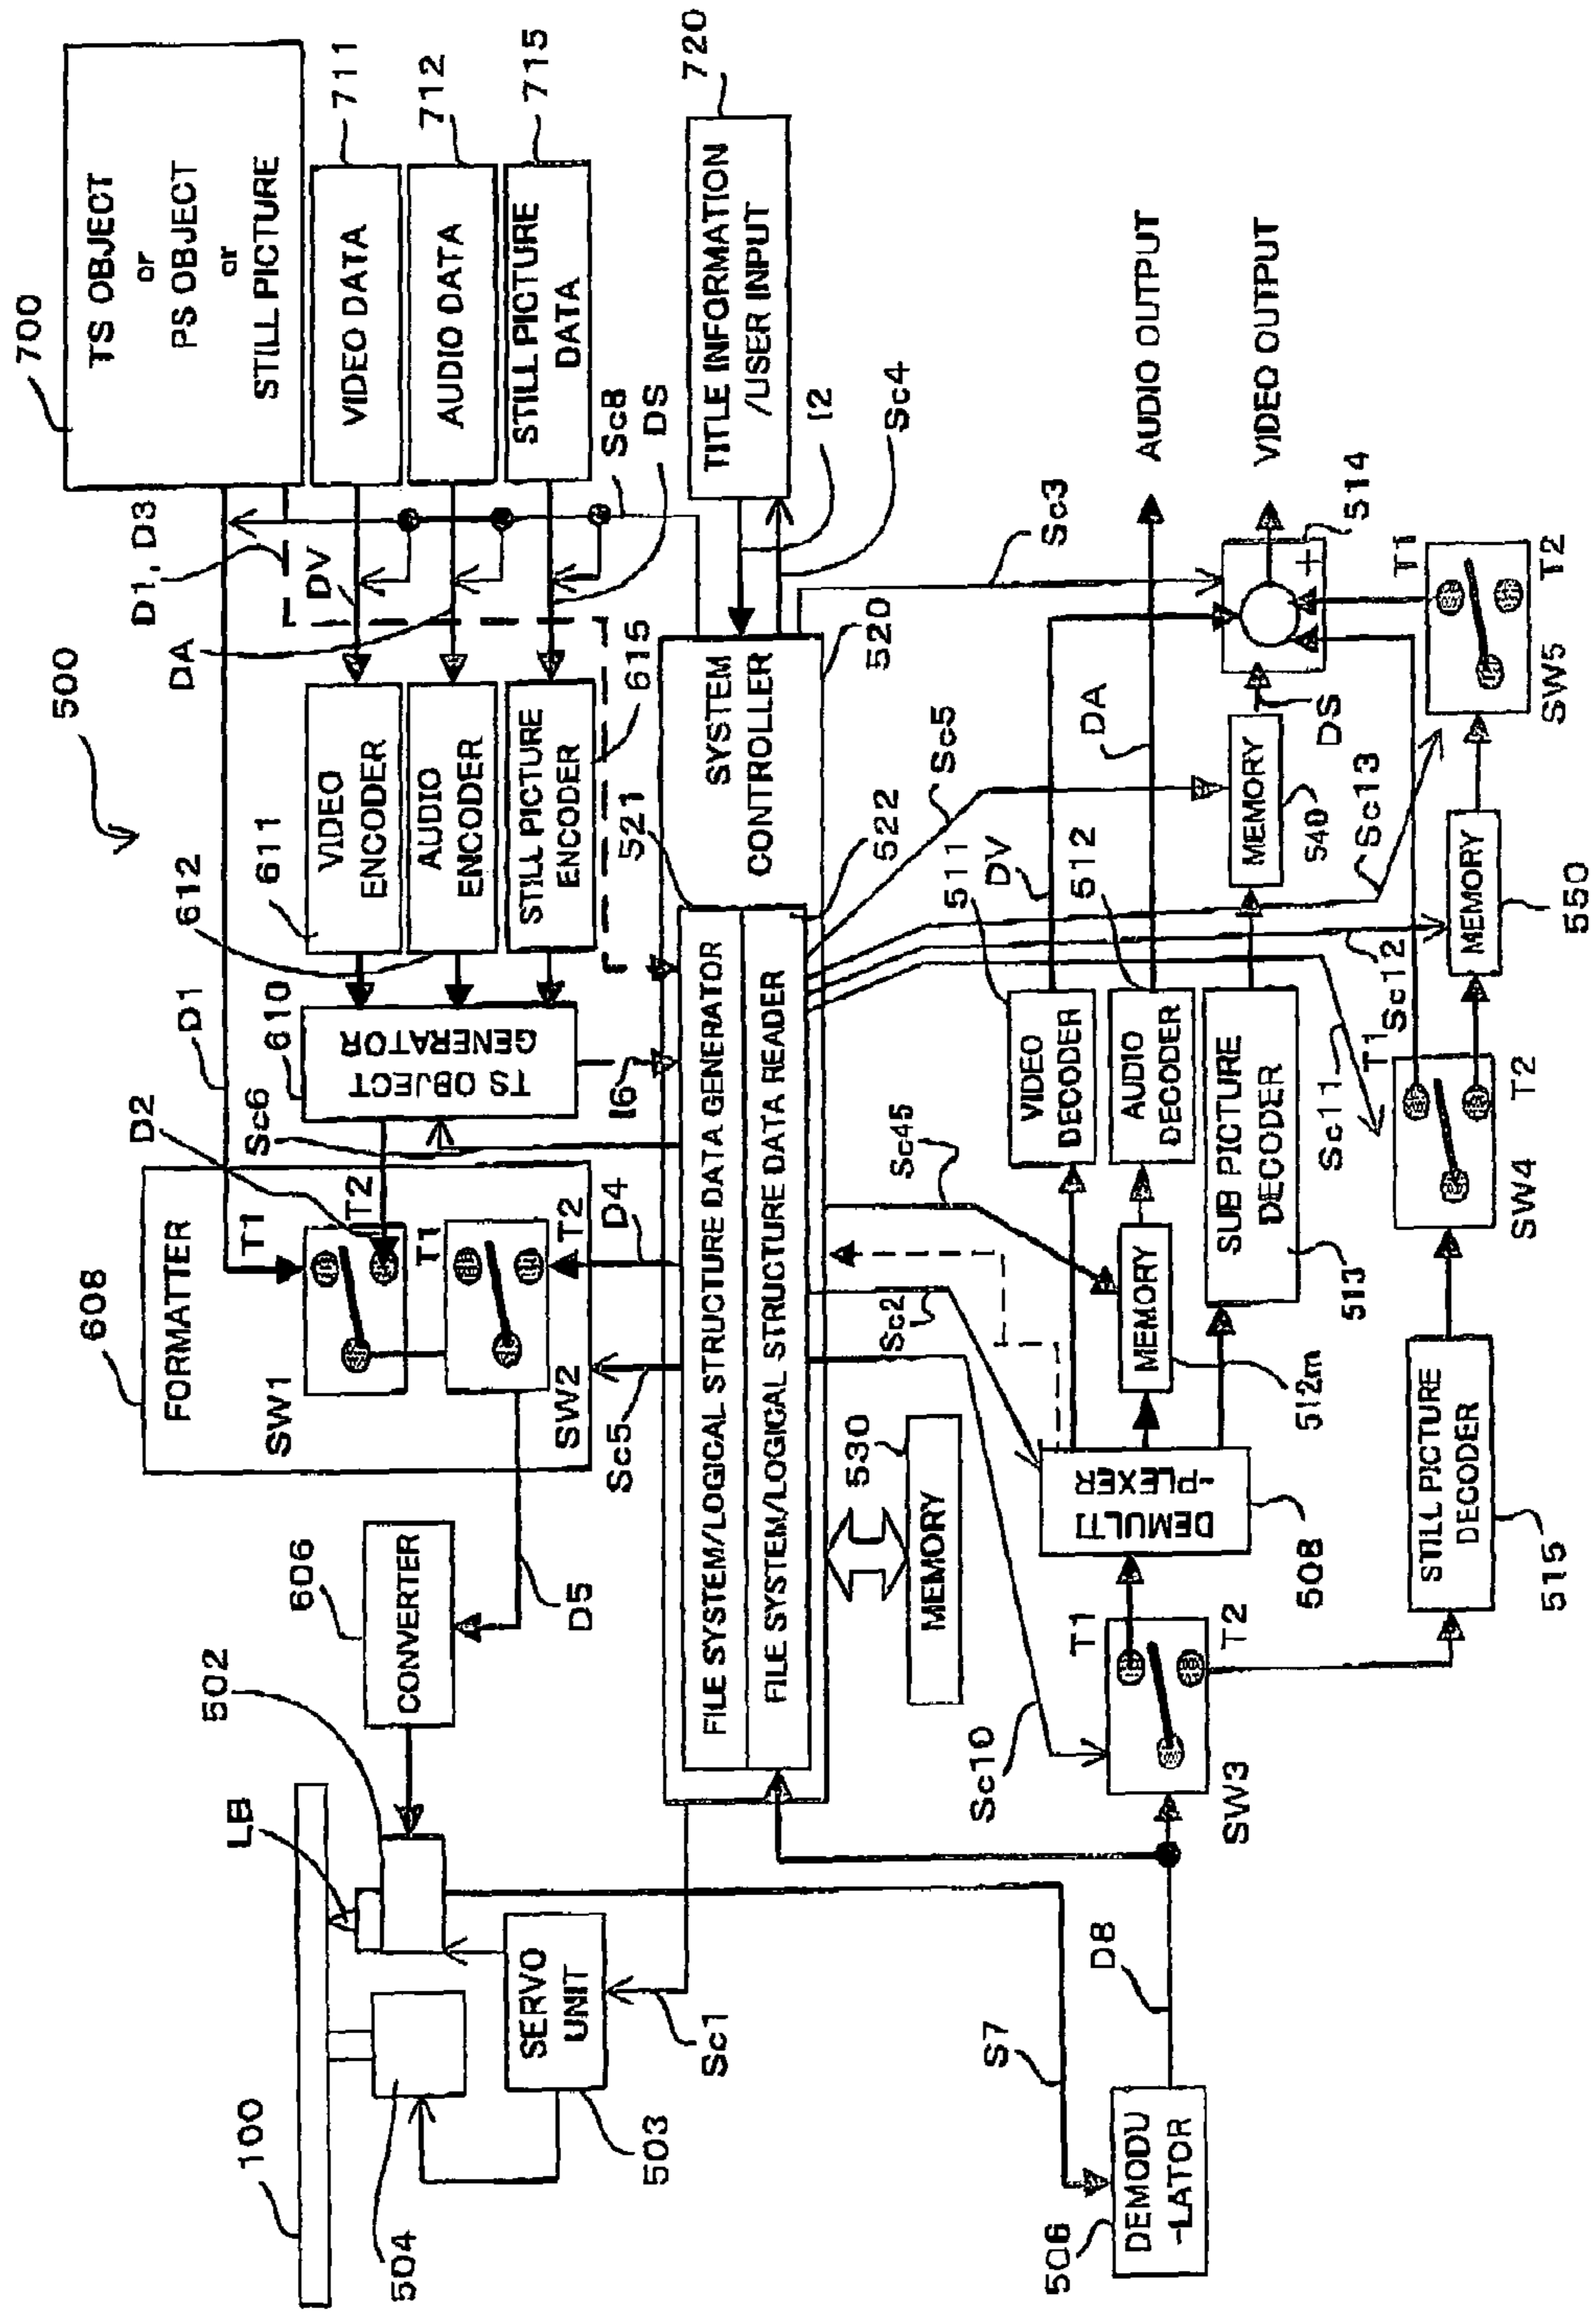 500
700
TS OBJECT
or
PS OBJECT
or
STILL PICTURE
D1, D3
D1
608
FORMATTER
D2
T1
T2
SW1
T1
T2
SW2
Sc6
610
TS OBJECT
GENERATOR
612
611
VIDEO
ENCODER
AUDIO
ENCODER
STILL PICTURE
ENCODER
615
DA
DV
VIDEO DATA
711
AUDIO DATA
712
STILL PICTURE
DATA
715
Sc8
DS
100
LB
502
606
CONVERTER
504
SERVO
UNIT
503
Sc1
D5
Sc5
D4
I6
521
FILE SYSTEM/LOGICAL STRUCTURE DATA GENERATOR
FILE SYSTEM/LOGICAL STRUCTURE DATA READER
522
SYSTEM
CONTROLLER
520
TITLE INFORMATION
/USER INPUT
720
I2
Sc4
Sc3
530
MEMORY
Sc10
Sc2
Sc45
Sc5
S7
506
DEMODU
-LATOR
D8
SW3
T1
T2
DEMULTI
-PLEXER
508
MEMORY
512m
511
VIDEO
DECODER
DV
512
AUDIO
DECODER
DA
SUB PICTURE
DECODER
513
MEMORY
540
DS
514
AUDIO OUTPUT
VIDEO OUTPUT
STILL PICTURE
DECODER
515
Sc11
T1
T2
SW4
Sc12
Sc13
MEMORY
550
T1
T2
SW5